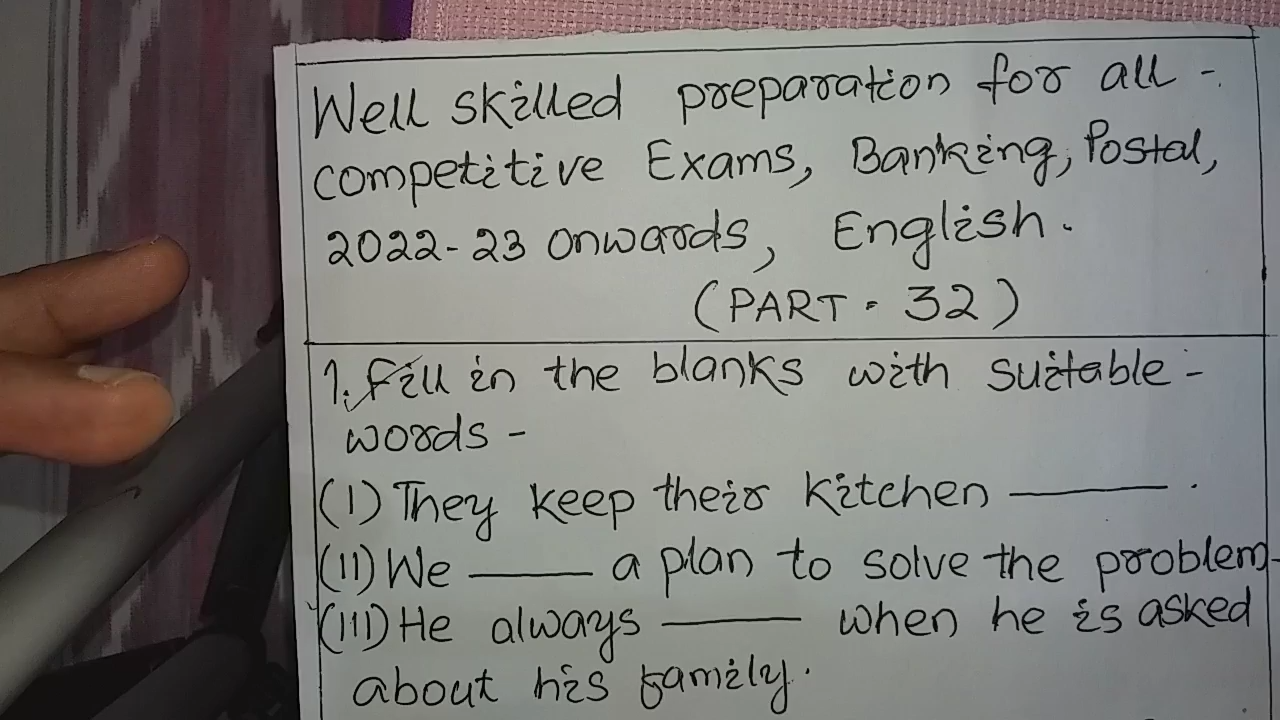 Well skilled preparation for all -
competitive Exams, Banking, Postal,
2022-23 onwards, English.
(PART - 32)
1. Fill in the blanks with suitable -
words -
(I) They keep their kitchen ______ .
(II) We ______ a plan to solve the problem.
(III) He always ______ when he is asked
about his family.